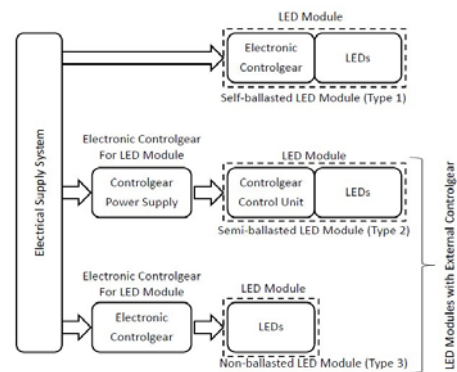 LED Module
Electronic
Controlgear
LEDs
Self-ballasted LED Module (Type 1)
Electrical Supply System
Electronic Controlgear
For LED Module
Controlgear
Power Supply
LED Module
Controlgear
Control Unit
LEDs
Semi-ballasted LED Module (Type 2)
Electronic Controlgear
For LED Module
Electronic
Controlgear
LED Module
LEDs
Non-ballasted LED Module (Type 3)
LED Modules with External Controlgear